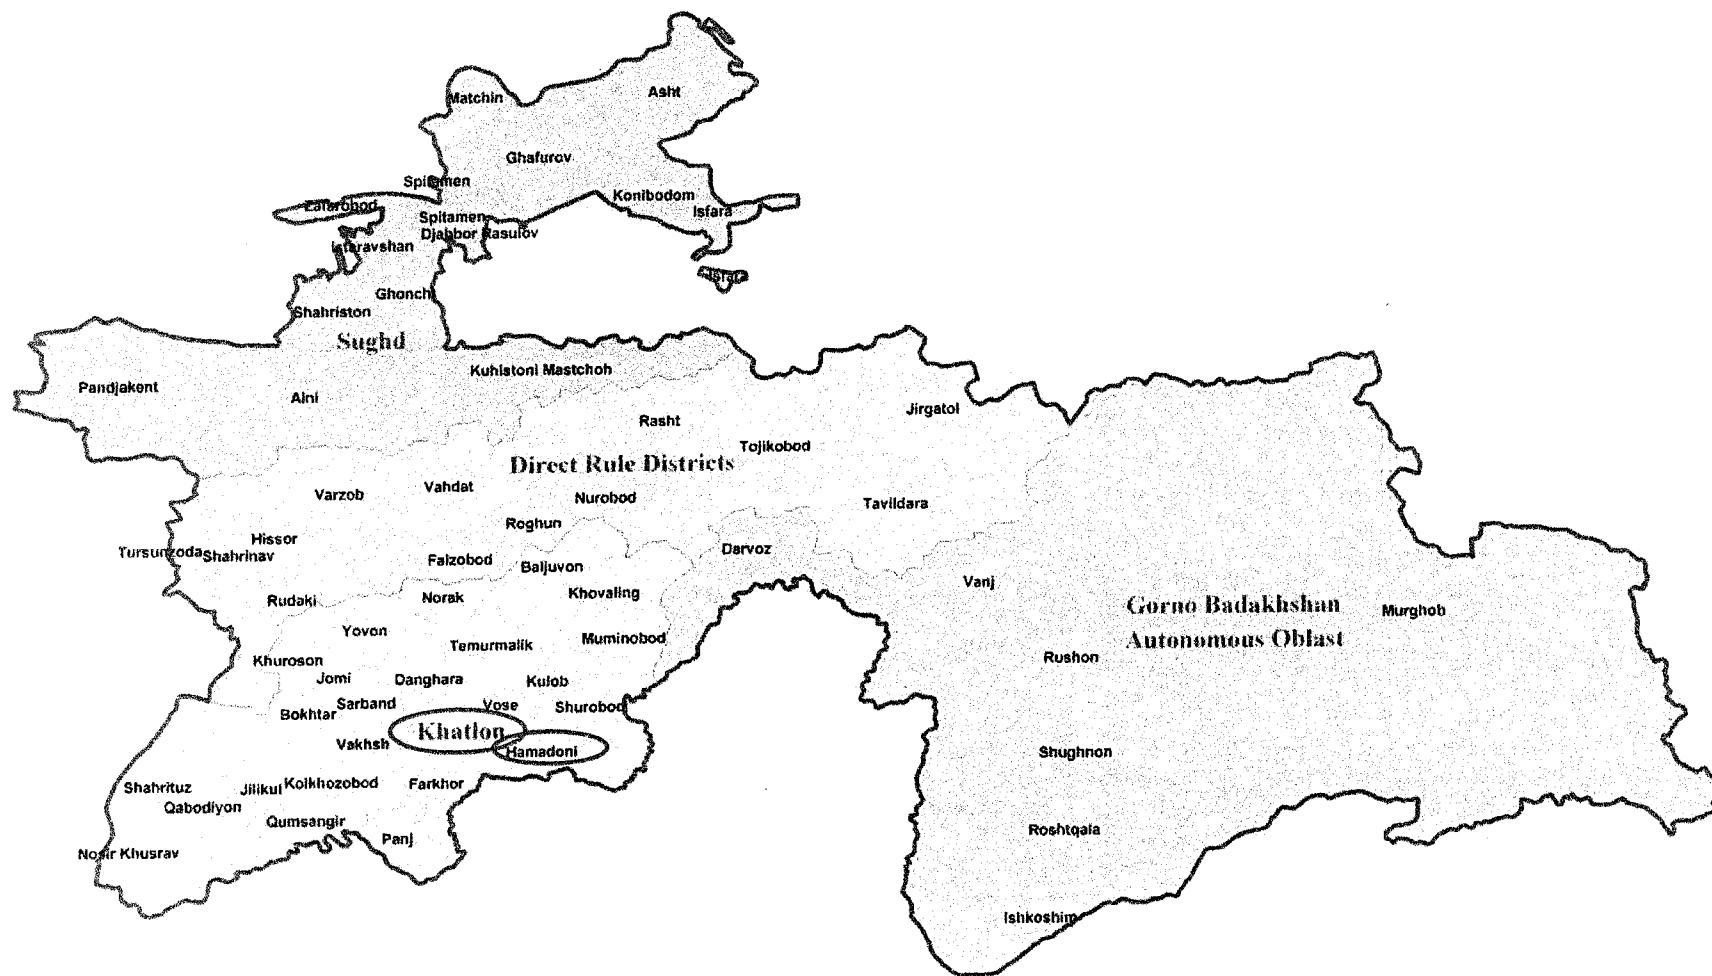 Matchin
Asht
Ghafurov
Spitamen
Zafarobod
Konibodom
Isfara
Spitamen
Djabbor Rasulov
Istaravshan
Isfara
Ghonchi
Shahriston
Sughd
Kuhistoni Mastchoh
Pandjakent
Aini
Jirgatol
Rasht
Tojikobod
Direct Rule Districts
Varzob
Vahdat
Nurobod
Tavildara
Roghun
Hissor
Tursunzoda
Shahrinav
Darvoz
Faizobod
Baljuvon
Vanj
Khovaling
Norak
Rudaki
Gorno Badakhshan
Autonomous Oblast
Murghob
Yovon
Temurmalik
Muminobod
Khuroson
Rushon
Jomi
Danghara
Kulob
Sarband
Vose
Shurobod
Bokhtar
Khatlon
Vakhsh
Hamadoni
Shughnon
Shahrituz
Jilikul
Kolkhozobod
Farkhor
Qabodiyon
Qumsangir
Panj
Roshtqala
Nosir Khusrav
Ishkoshim